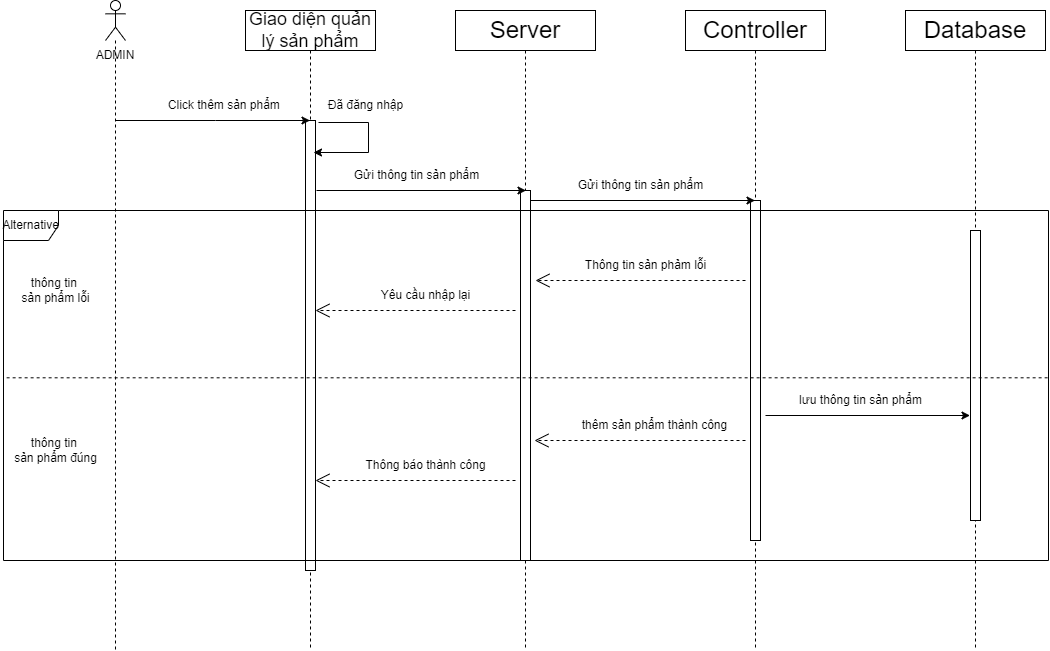 Giao diện quản
lý sản phẩm
Server
Controller
Database
ADMIN
Click thêm sản phẩm
Đã đăng nhập
Gửi thông tin sản phẩm
Gửi thông tin sản phẩm
Alternative
thông tin
sản phẩm lỗi
Thông tin sản phảm lỗi
Yêu cầu nhập lại
lưu thông tin sản phẩm
thêm sản phẩm thành công
thông tin
sản phẩm đúng
Thông báo thành công